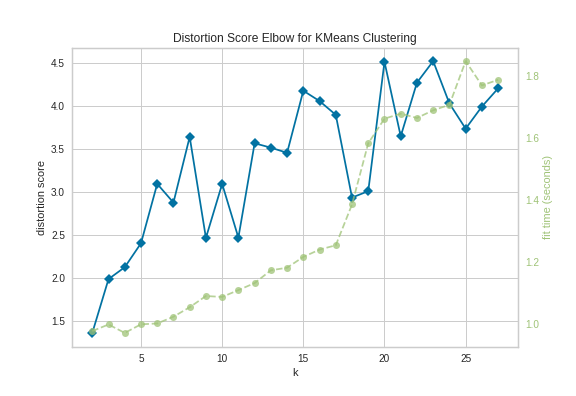 Distortion Score Elbow for KMeans Clustering
4.5
4.0
3.5
3.0
2.5
2.0
1.5
distortion score
1.8
1.6
1.4
1.2
1.0
fit time (seconds)
5 10 15 20 25
k